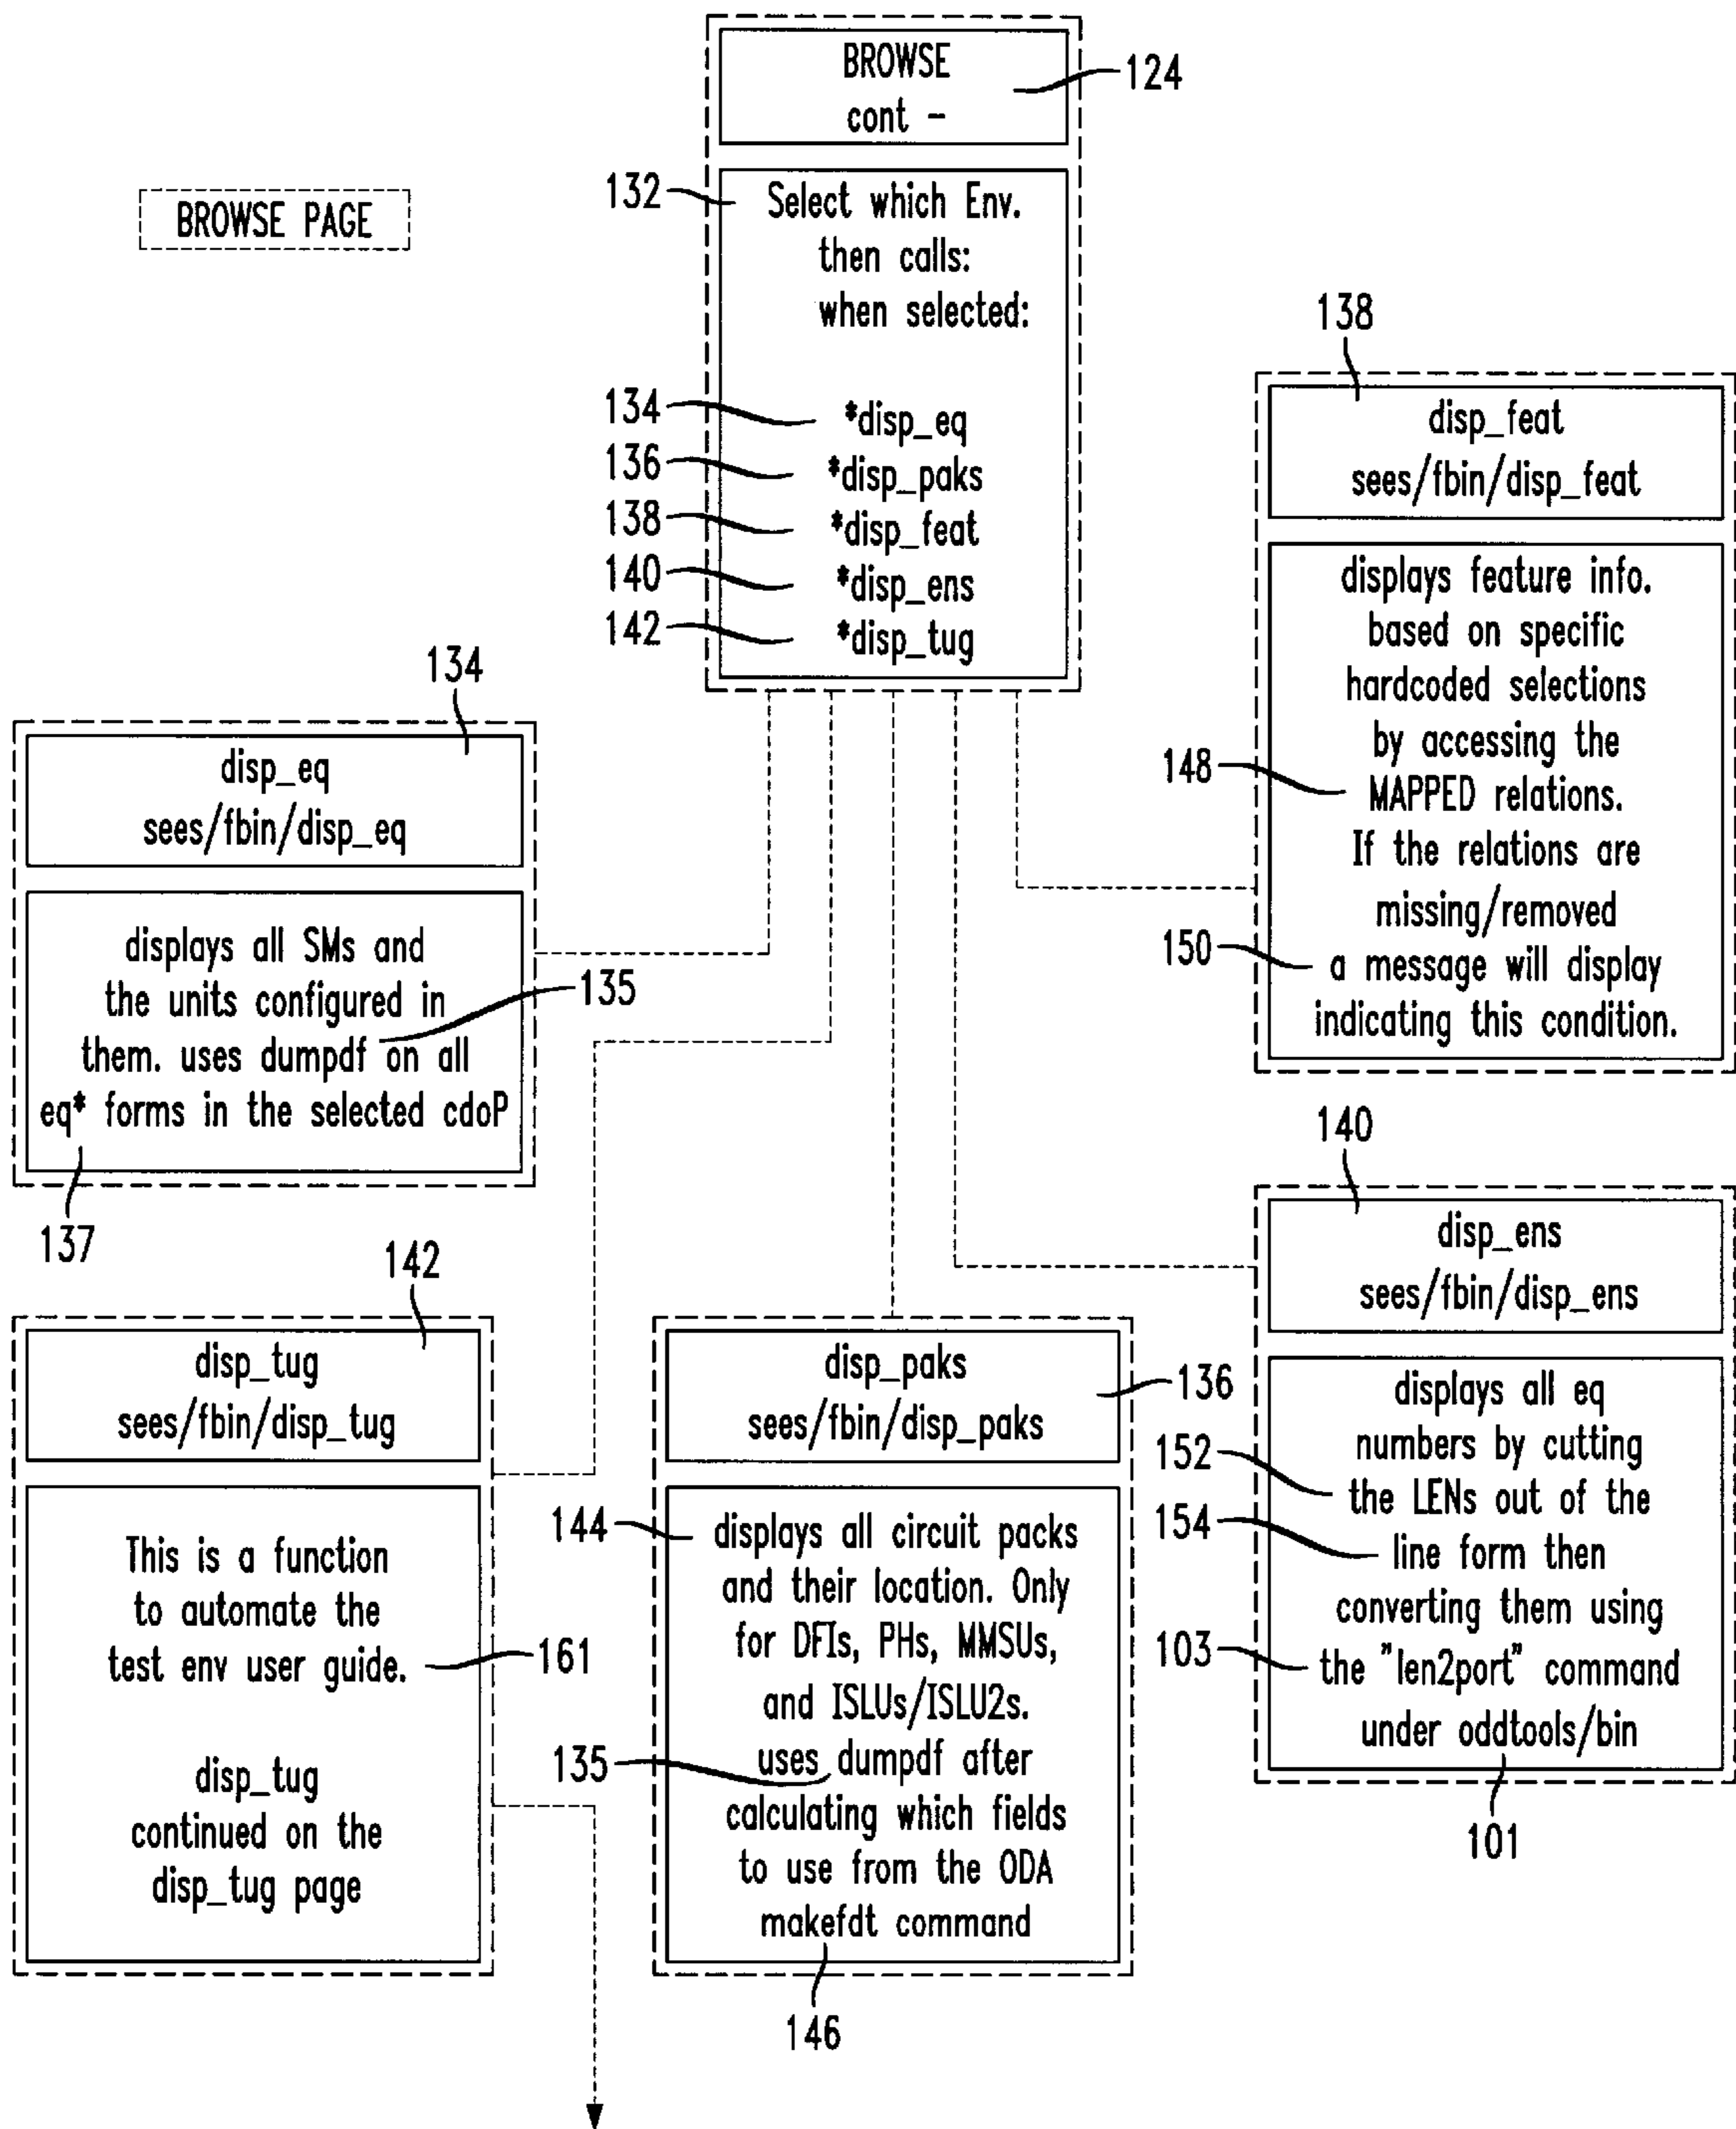 BROWSE
cont -
124
BROWSE PAGE
132
Select which Env.
then calls:
when selected:
134
*disp_eq
136
*disp_paks
138
*disp_feat
140
*disp_ens
142
*disp_tug
138
disp_feat
sees/fbin/disp_feat
displays feature info.
based on specific
hardcoded selections
by accessing the
148
MAPPED relations.
If the relations are
missing/removed
150
a message will display
indicating this condition.
134
disp_eq
sees/fbin/disp_eq
displays all SMs and
the units configured in
135
them. uses dumpdf on all
eq* forms in the selected cdoP
137
140
disp_ens
sees/fbin/disp_ens
displays all eq
numbers by cutting
152
the LENs out of the
154
line form then
converting them using
103
the "len2port" command
under oddtools/bin
101
142
disp_tug
sees/fbin/disp_tug
This is a function
to automate the
test env user guide.
161
disp_tug
continued on the
disp_tug page
disp_paks
136
sees/fbin/disp_paks
144
displays all circuit packs
and their location. Only
for DFIs, PHs, MMSUs,
and ISLUs/ISLU2s.
135
uses dumpdf after
calculating which fields
to use from the ODA
makefdt command
146